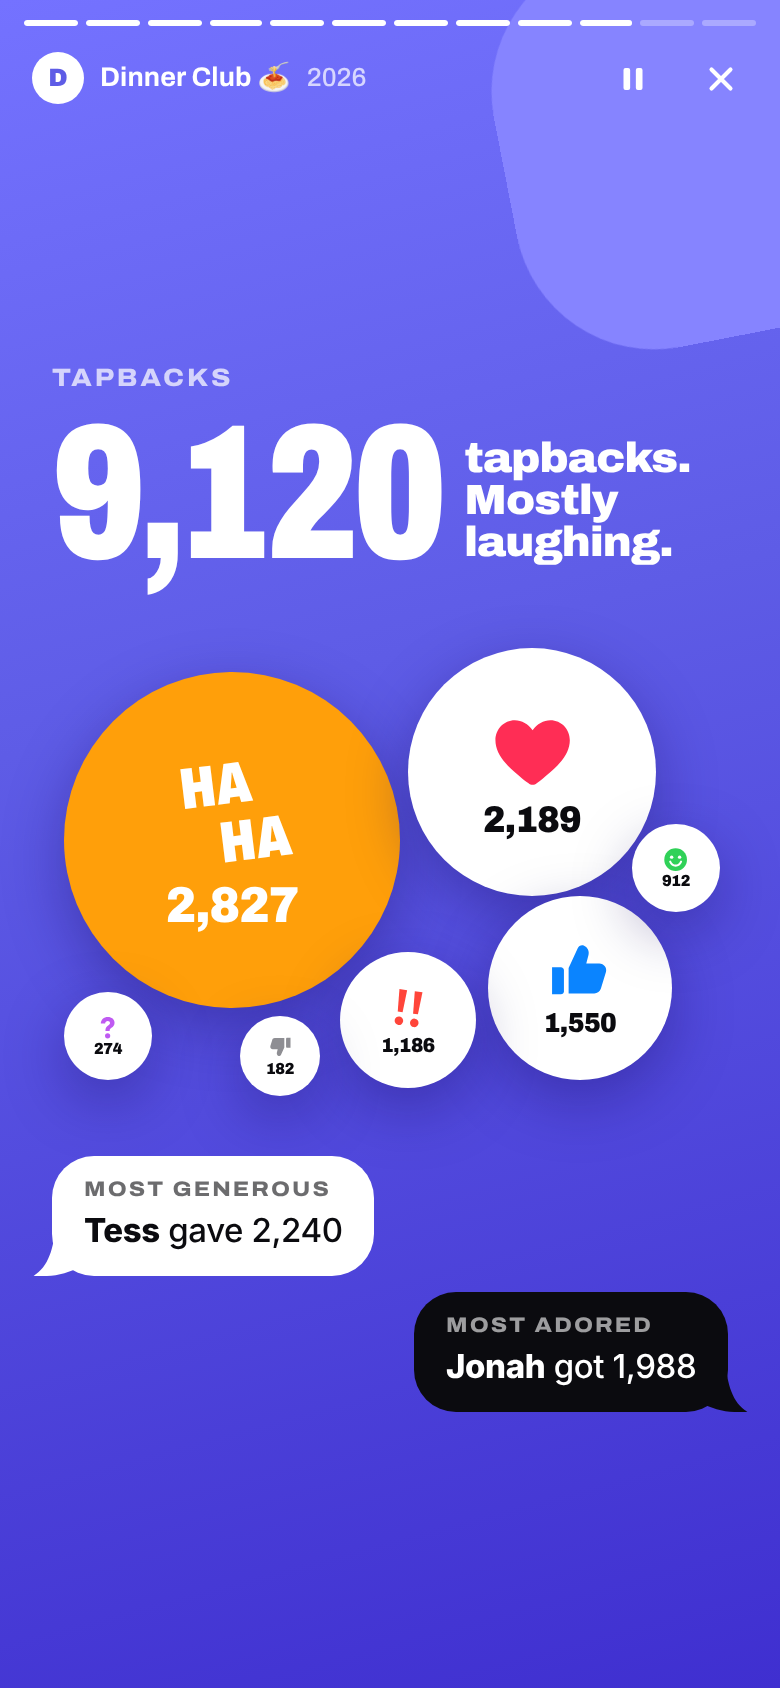 D
Dinner Club 🍝 2026
TAPBACKS
9,120
tapbacks.
Mostly
laughing.
HA
HA
2,827
2,189
912
1,550
!!
1,186
?
274
182
MOST GENEROUS
Tess gave 2,240
MOST ADORED
Jonah got 1,988